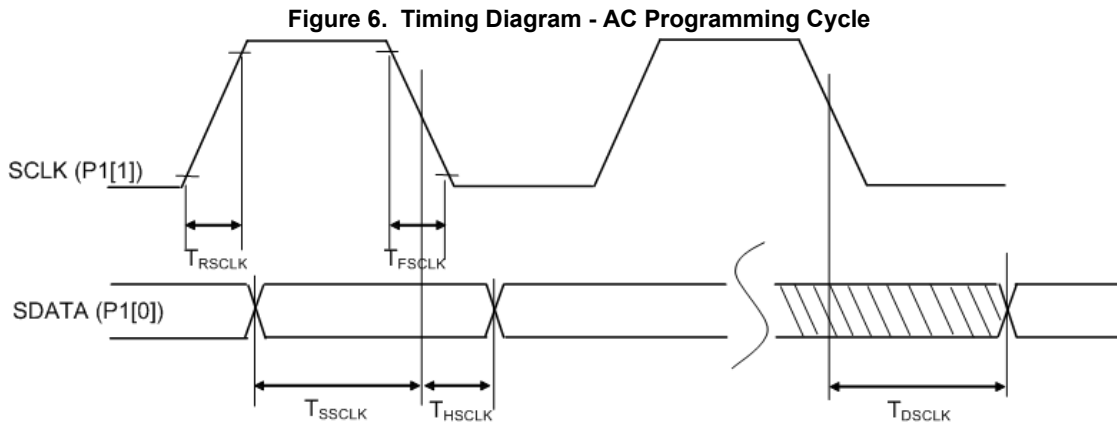 Figure 6. Timing Diagram - AC Programming Cycle
SCLK (P1[1])
TRSCLK
TFSCLK
SDATA (P1[0])
TSSCLK
THSCLK
TDSCLK